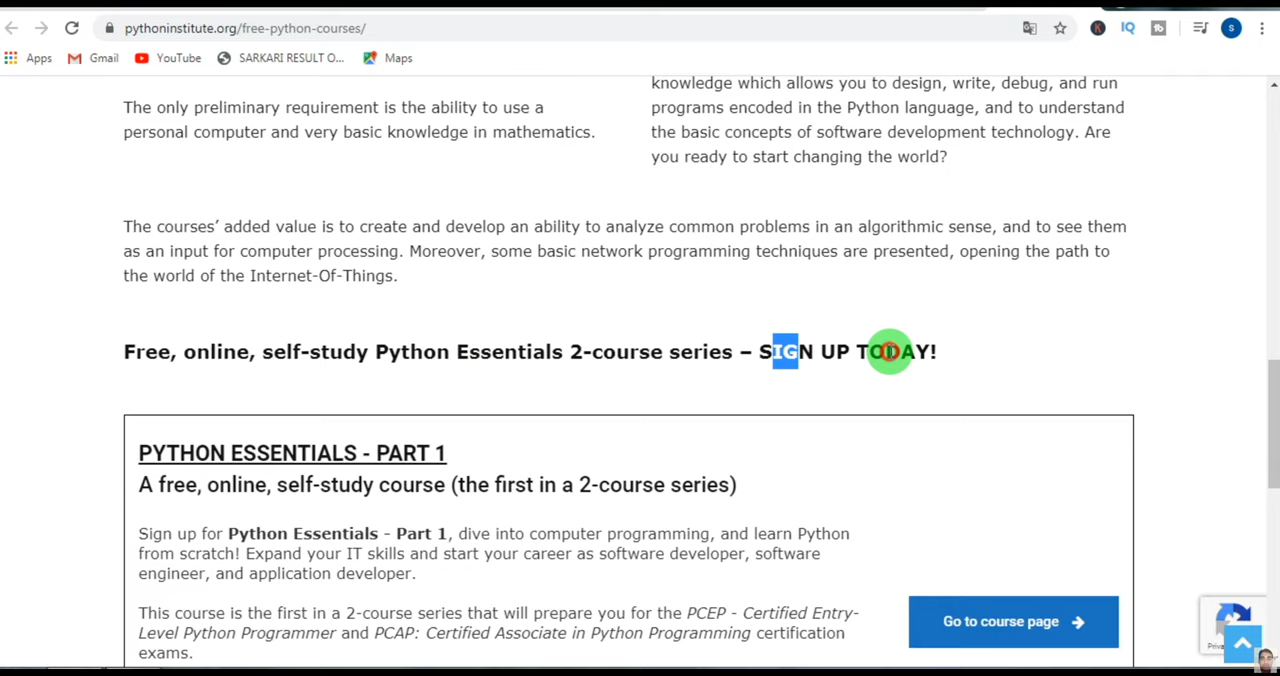 pythoninstitute.org/free-python-courses/
Apps
Gmail
YouTube
SARKARI RESULT O...
Maps
The only preliminary requirement is the ability to use a
personal computer and very basic knowledge in mathematics.
knowledge which allows you to design, write, debug, and run
programs encoded in the Python language, and to understand
the basic concepts of software development technology. Are
you ready to start changing the world?
The courses’ added value is to create and develop an ability to analyze common problems in an algorithmic sense, and to see them
as an input for computer processing. Moreover, some basic network programming techniques are presented, opening the path to
the world of the Internet-Of-Things.
Free, online, self-study Python Essentials 2-course series – SIGN UP TODAY!
PYTHON ESSENTIALS - PART 1
A free, online, self-study course (the first in a 2-course series)
Sign up for Python Essentials - Part 1, dive into computer programming, and learn Python
from scratch! Expand your IT skills and start your career as software developer, software
engineer, and application developer.
This course is the first in a 2-course series that will prepare you for the PCEP - Certified Entry-
Level Python Programmer and PCAP: Certified Associate in Python Programming certification
exams.
Go to course page